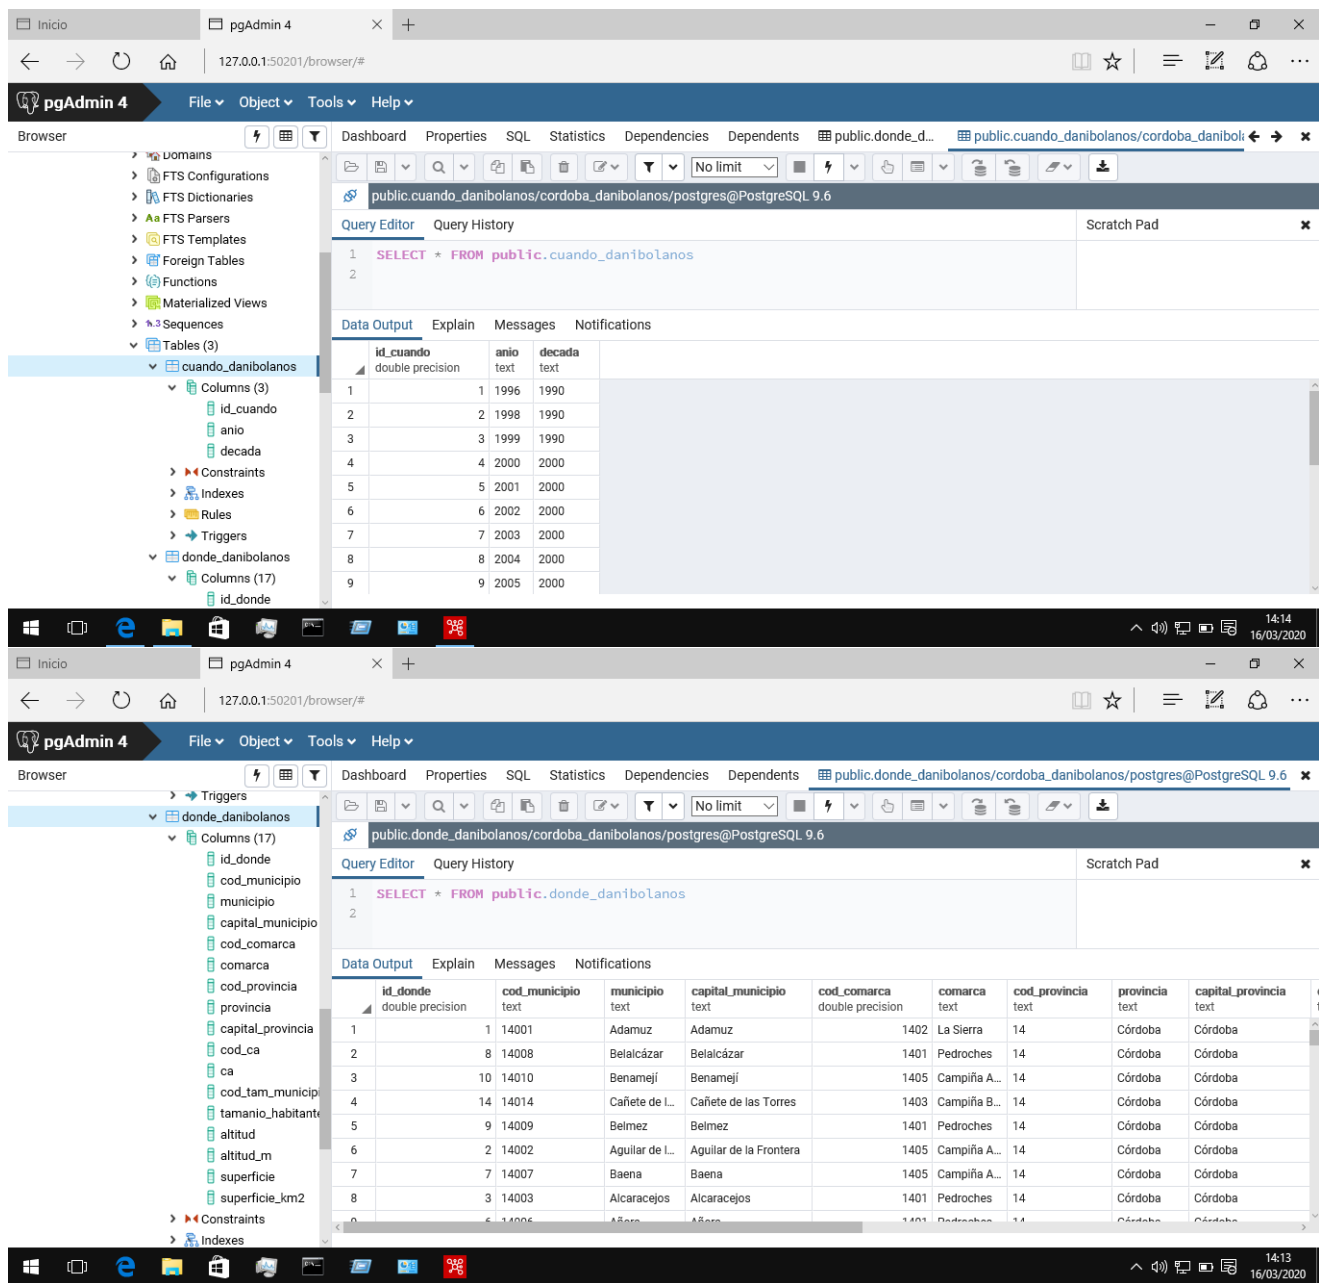 Inicio
pgAdmin 4
127.0.0.1:50201/browser/#
pgAdmin 4
File Object Tools Help
Browser
Dashboard Properties SQL Statistics Dependencies Dependents public.donde_d... public.cuando_danibolanos/cordoba_danibol
Domains
FTS Configurations
FTS Dictionaries
FTS Parsers
FTS Templates
Foreign Tables
Functions
Materialized Views
Sequences
Tables (3)
cuando_danibolanos
Columns (3)
id_cuando
anio
decada
Constraints
Indexes
Rules
Triggers
donde_danibolanos
Columns (17)
id_donde
No limit
public.cuando_danibolanos/cordoba_danibolanos/postgres@PostgreSQL 9.6
Query Editor Query History
Scratch Pad
1 SELECT * FROM public.cuando_danibolanos
2
Data Output Explain Messages Notifications
id_cuando anio decada
double precision text text
1 1 1996 1990
2 2 1998 1990
3 3 1999 1990
4 4 2000 2000
5 5 2001 2000
6 6 2002 2000
7 7 2003 2000
8 8 2004 2000
9 9 2005 2000
14:14
16/03/2020
Inicio
pgAdmin 4
127.0.0.1:50201/browser/#
pgAdmin 4
File Object Tools Help
Browser
Dashboard Properties SQL Statistics Dependencies Dependents public.donde_danibolanos/cordoba_danibolanos/postgres@PostgreSQL 9.6
Triggers
donde_danibolanos
Columns (17)
id_donde
cod_municipio
municipio
capital_municipio
cod_comarca
comarca
cod_provincia
provincia
capital_provincia
cod_ca
ca
cod_tam_municipi
tamanio_habitante
altitud
altitud_m
superficie
superficie_km2
Constraints
Indexes
No limit
public.donde_danibolanos/cordoba_danibolanos/postgres@PostgreSQL 9.6
Query Editor Query History
Scratch Pad
1 SELECT * FROM public.donde_danibolanos
2
Data Output Explain Messages Notifications
id_donde cod_municipio municipio capital_municipio cod_comarca comarca cod_provincia provincia capital_provincia
double precision text text text double precision text text text text
1 1 14001 Adamuz Adamuz 1402 La Sierra 14 Córdoba Córdoba
2 8 14008 Belalcázar Belalcázar 1401 Pedroches 14 Córdoba Córdoba
3 10 14010 Benamejí Benamejí 1405 Campiña A... 14 Córdoba Córdoba
4 14 14014 Cañete de l... Cañete de las Torres 1403 Campiña B... 14 Córdoba Córdoba
5 9 14009 Belmez Belmez 1401 Pedroches 14 Córdoba Córdoba
6 2 14002 Aguilar de l... Aguilar de la Frontera 1405 Campiña A... 14 Córdoba Córdoba
7 7 14007 Baena Baena 1405 Campiña A... 14 Córdoba Córdoba
8 3 14003 Alcaracejos Alcaracejos 1401 Pedroches 14 Córdoba Córdoba
14:13
16/03/2020